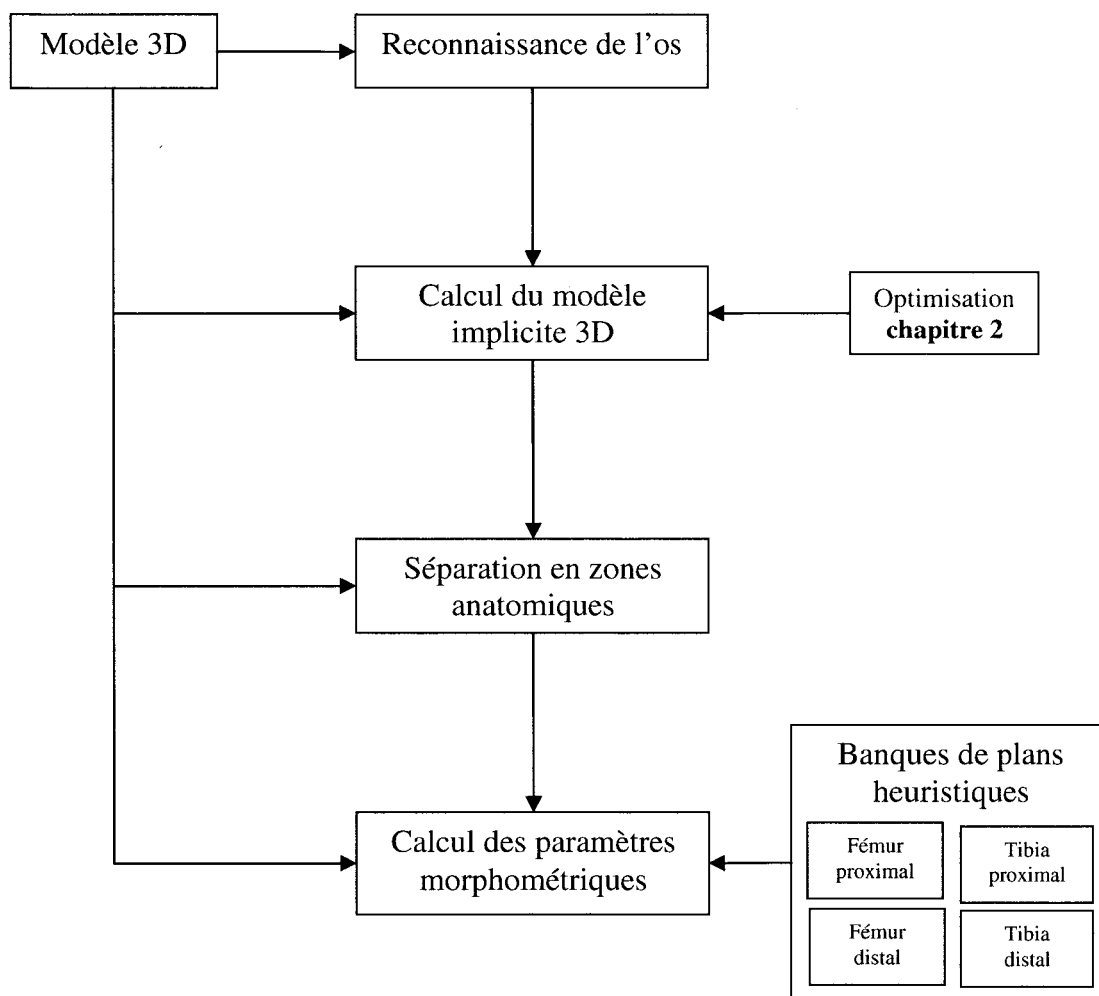 Modèle 3D
Reconnaissance de l'os
Calcul du modèle
implicite 3D
Optimisation
chapitre 2
Séparation en zones
anatomiques
Banques de plans
heuristiques
Calcul des paramètres
morphométriques
Fémur
proximal
Tibia
proximal
Fémur
distal
Tibia
distal